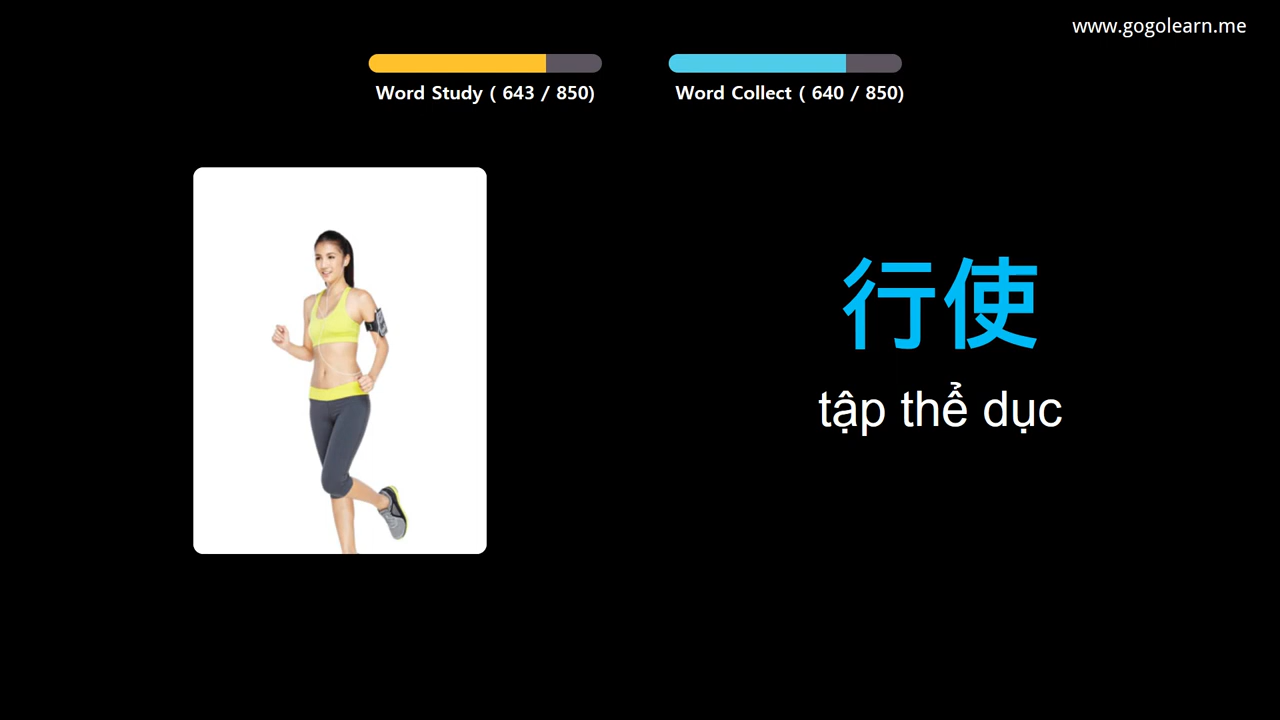 www.gogolearn.me
Word Study ( 643 / 850)
Word Collect ( 640 / 850)
行使
tập thể dục